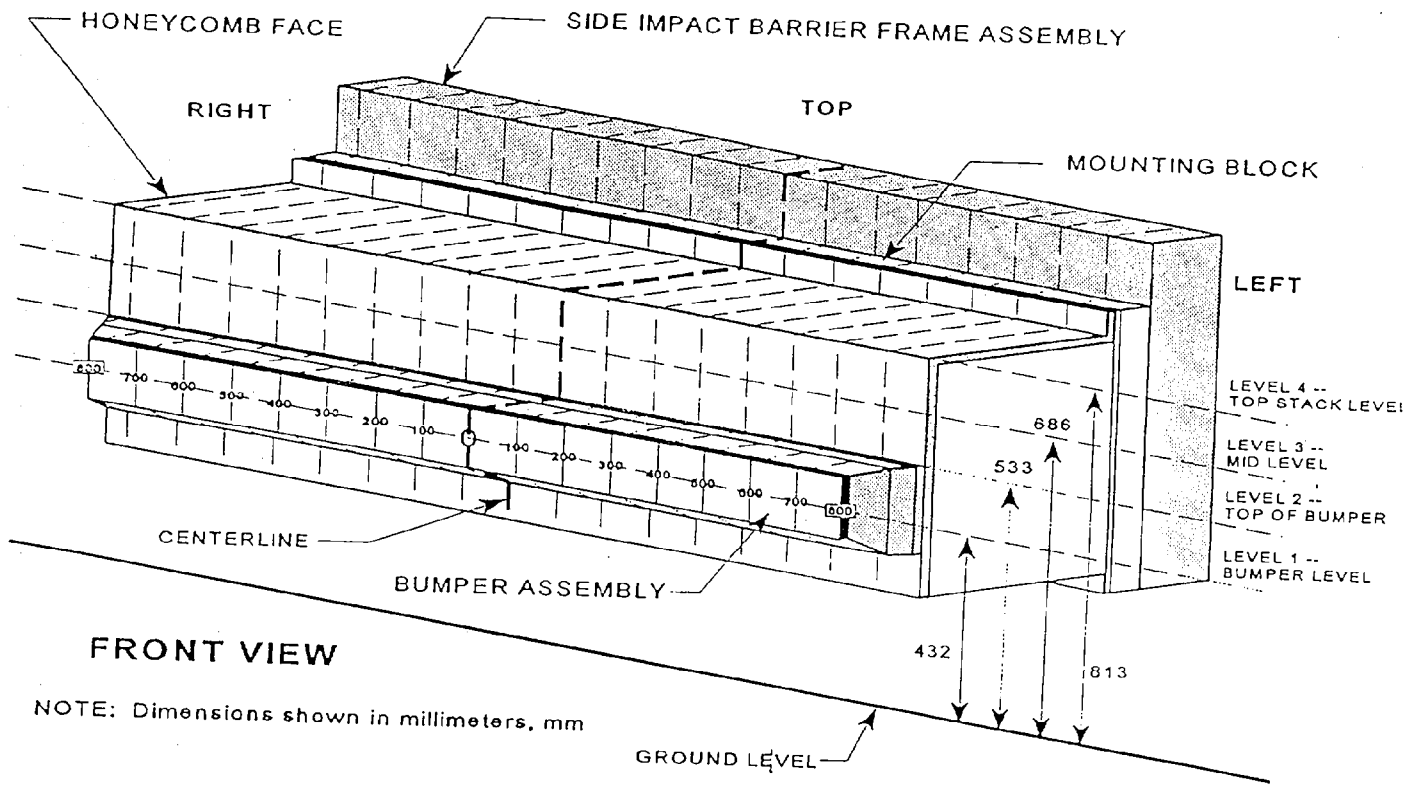 HONEYCOMB FACE
SIDE IMPACT BARRIER FRAME ASSEMBLY
RIGHT
TOP
MOUNTING BLOCK
LEFT
LEVEL 4 --
TOP STACK LEVEL
686
LEVEL 3 --
MID LEVEL
533
LEVEL 2 --
TOP OF BUMPER
LEVEL 1 --
BUMPER LEVEL
800 700 600 500 400 300 200 100 0 100 200 300 400 500 600 700 800
CENTERLINE
BUMPER ASSEMBLY
FRONT VIEW
432
813
NOTE: Dimensions shown in millimeters, mm
GROUND LEVEL